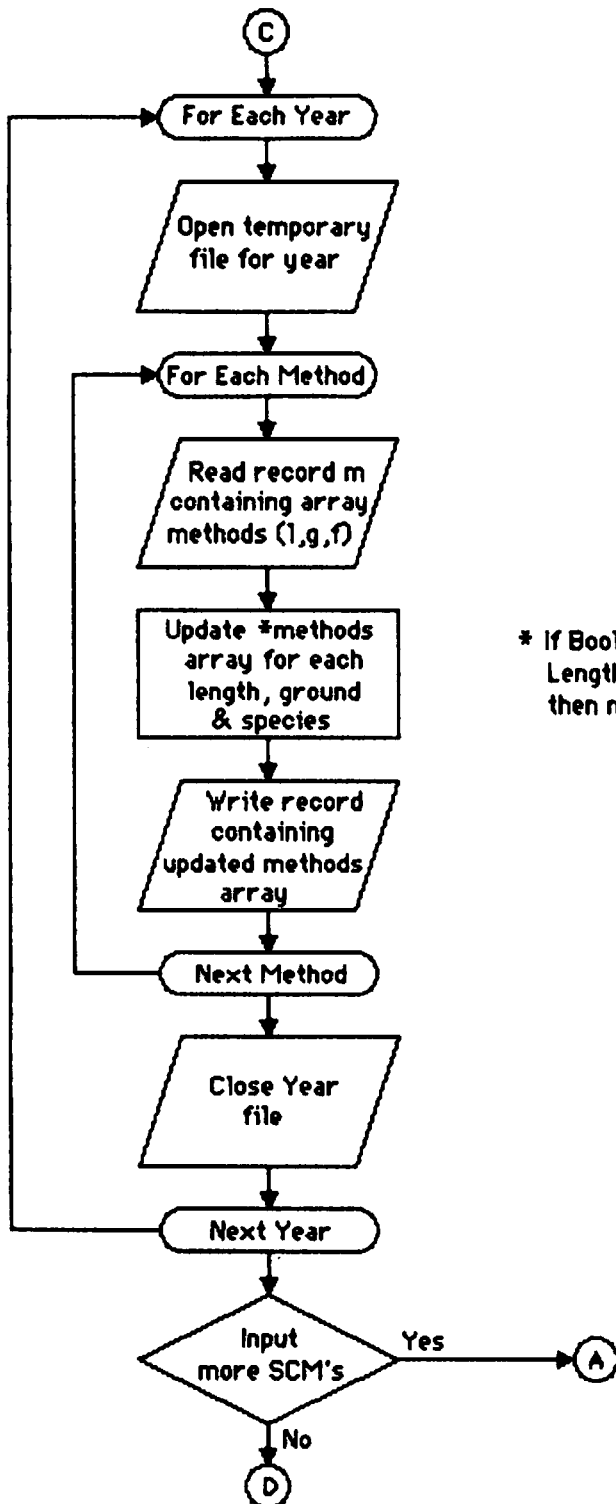 C
For Each Year
Open temporary
file for year
For Each Method
Read record m
containing array
methods (l,g,f)
Update *methods
array for each
length, ground
& species
* If Bool
Length
then n
Write record
containing
updated methods
array
Next Method
Close Year
file
Next Year
Input
more SCM's
Yes
A
No
D